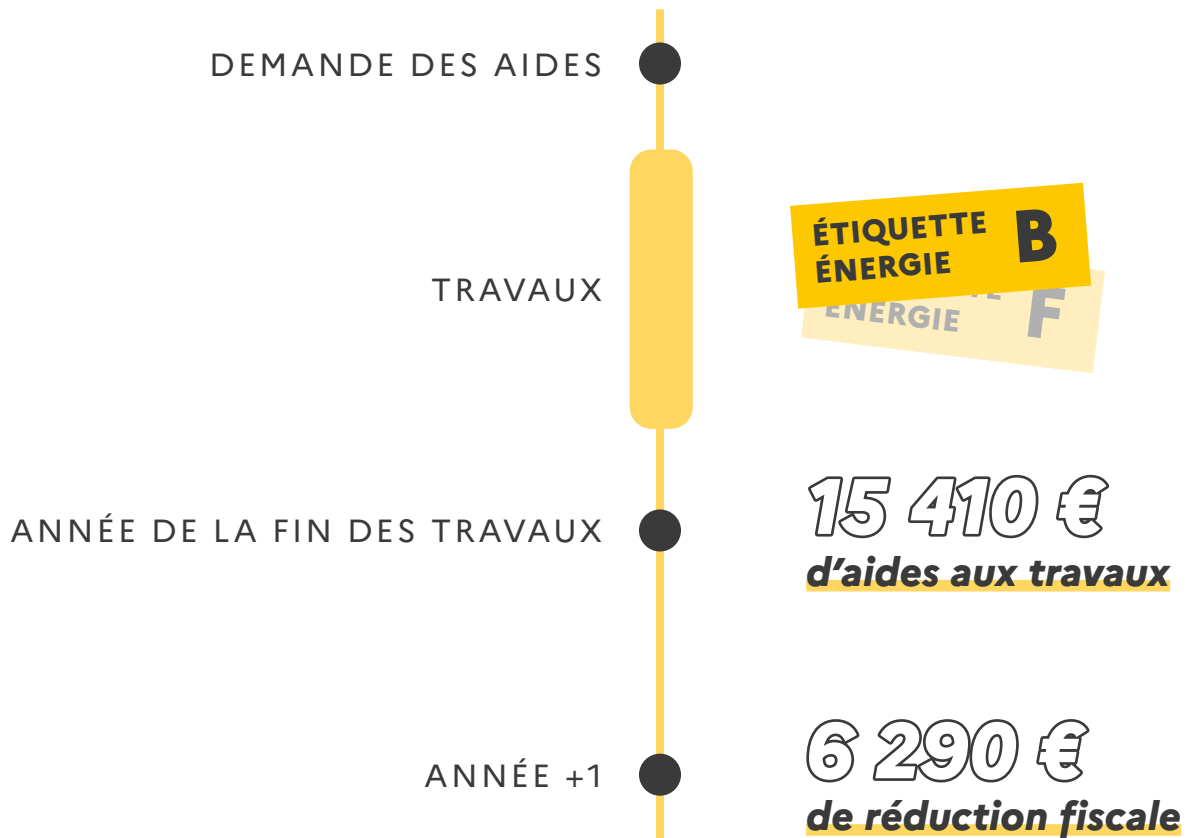 DEMANDE DES AIDES
TRAVAUX
ÉTIQUETTE
ÉNERGIE B
ÉNERGIE F
ANNÉE DE LA FIN DES TRAVAUX
15 410 €
d'aides aux travaux
ANNÉE +1
6 290 €
de réduction fiscale